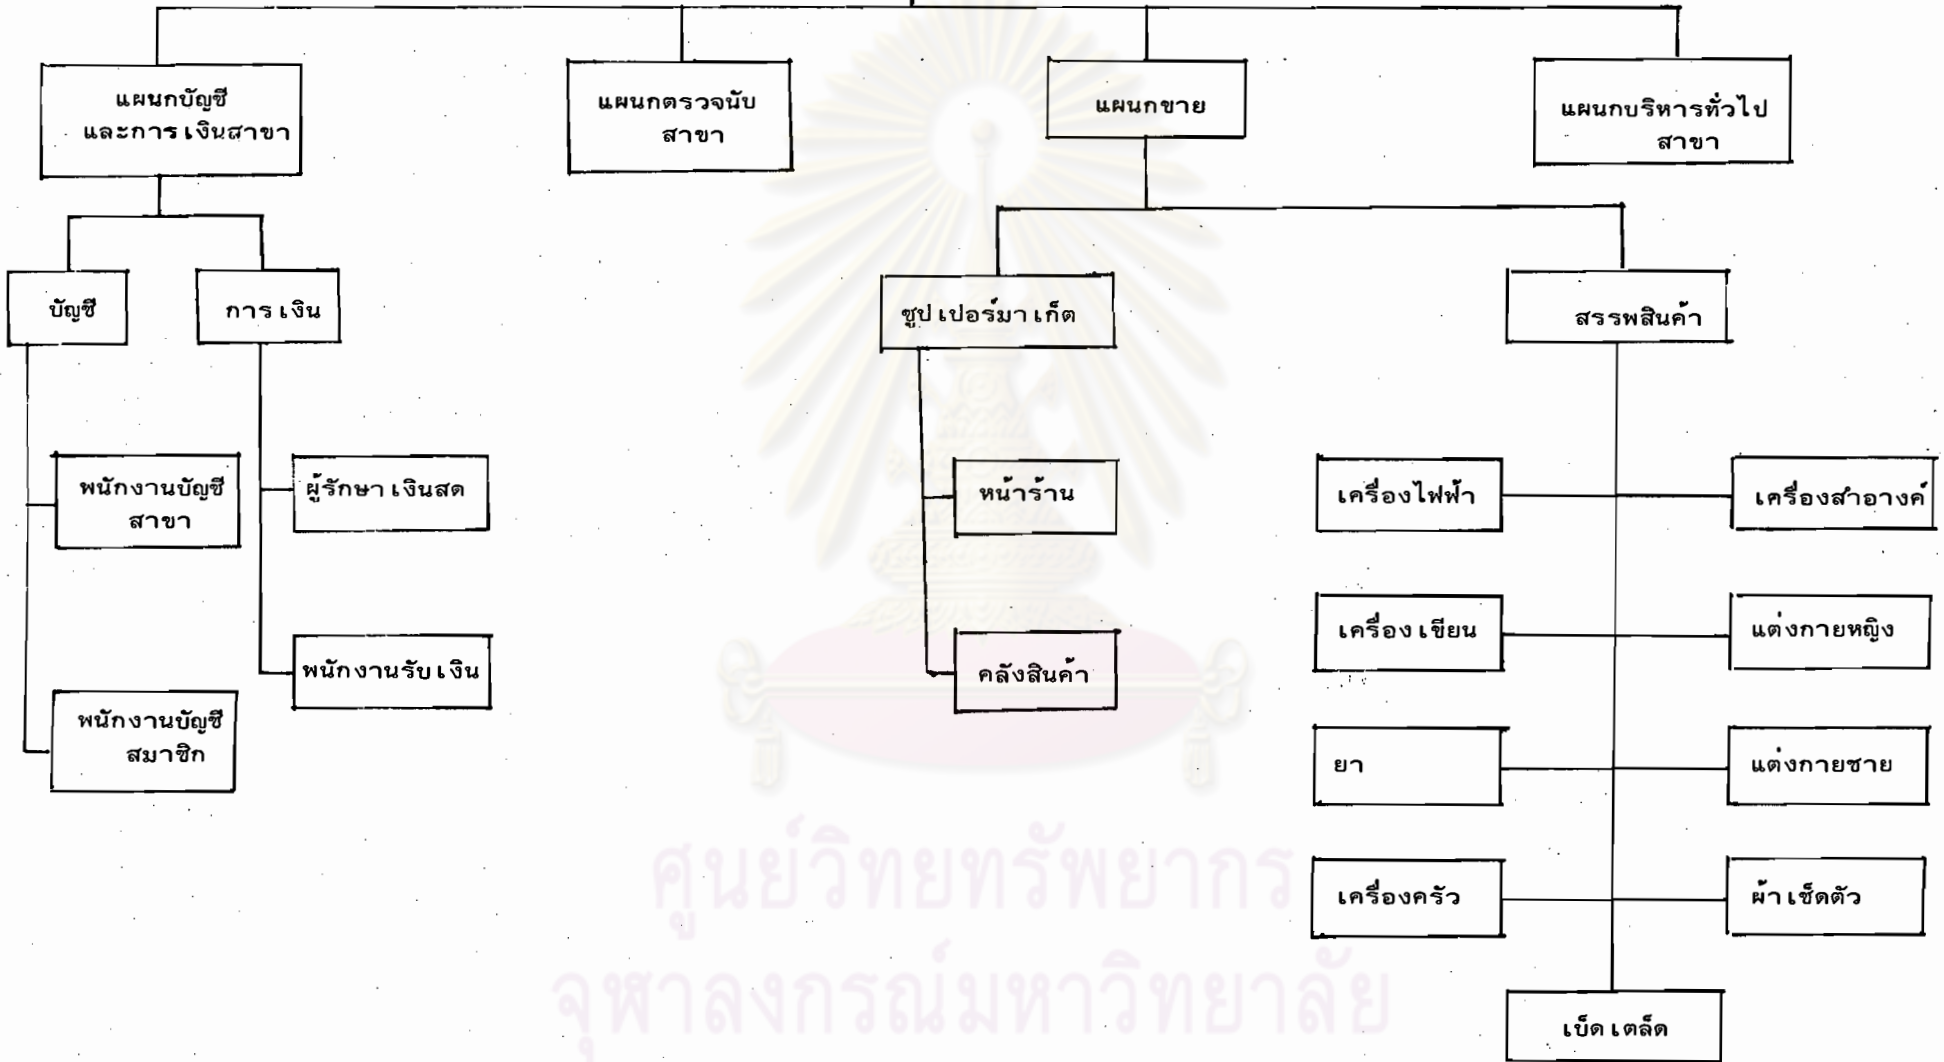 แผนกบัญชี
และการเงินสาขา
แผนกตรวจนับ
สาขา
แผนกขาย
แผนกบริหารทั่วไป
สาขา
บัญชี
การเงิน
ซูปเปอร์มาเก็ต
สรรพสินค้า
พนักงานบัญชี
สาขา
ผู้รักษาเงินสด
หน้าร้าน
เครื่องไฟฟ้า
เครื่องสำอางค์
พนักงานรับเงิน
คลังสินค้า
เครื่องเขียน
แต่งกายหญิง
พนักงานบัญชี
สมาชิก
ยา
แต่งกายชาย
เครื่องครัว
ผ้าเช็ดตัว
เบ็ดเตล็ด
ศูนย์วิทยทรัพยากร
จุฬาลงกรณ์มหาวิทยาลัย